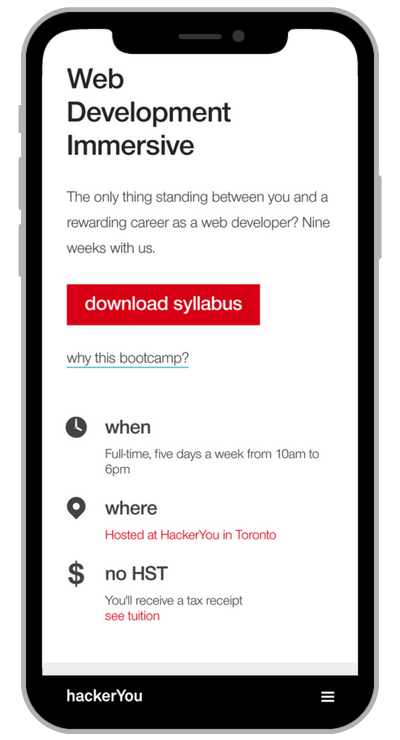 Web
Development
Immersive
The only thing standing between you and a
rewarding career as a web developer? Nine
weeks with us.
download syllabus
why this bootcamp?
when
Full-time, five days a week from 10am to
6pm
where
Hosted at HackerYou in Toronto
$
no HST
You'll receive a tax receipt
see tuition
hackerYou